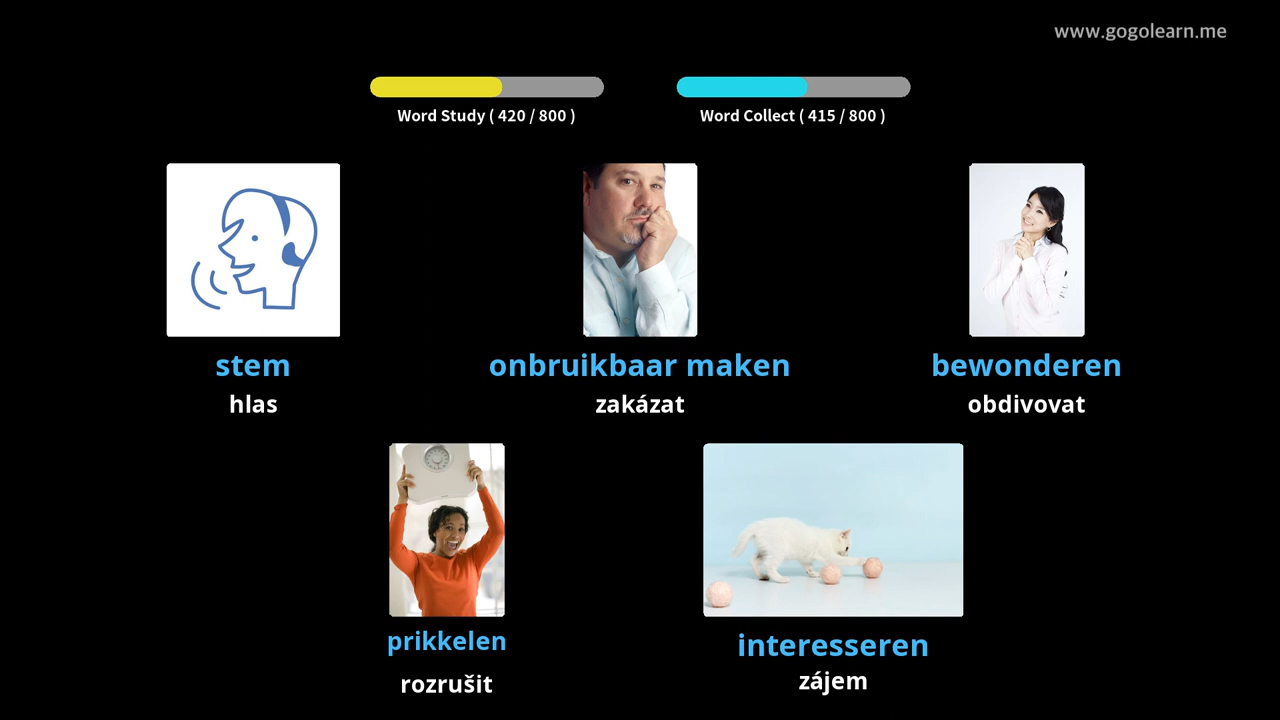 www.gogolearn.me
Word Study ( 420 / 800 )
Word Collect ( 415 / 800 )
stem
hlas
onbruikbaar maken
zakázat
bewonderen
obdivovat
prikkelen
rozrušit
interesseren
zájem